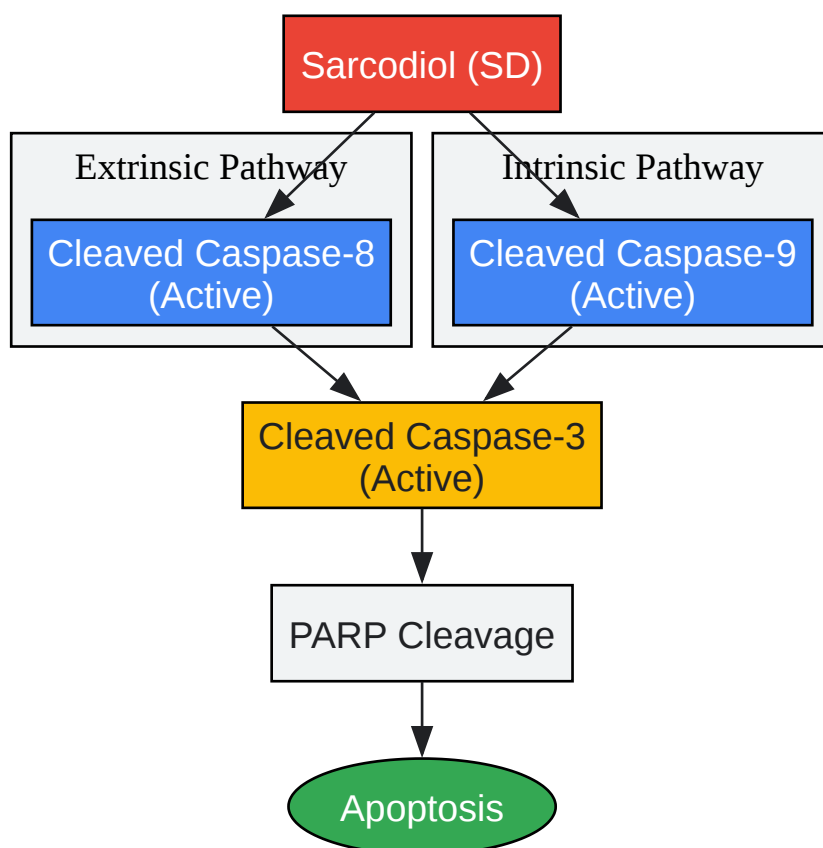 Sarcodiol (SD)
Extrinsic Pathway
Intrinsic Pathway
Cleaved Caspase-8
(Active)
Cleaved Caspase-9
(Active)
Cleaved Caspase-3
(Active)
PARP Cleavage
Apoptosis